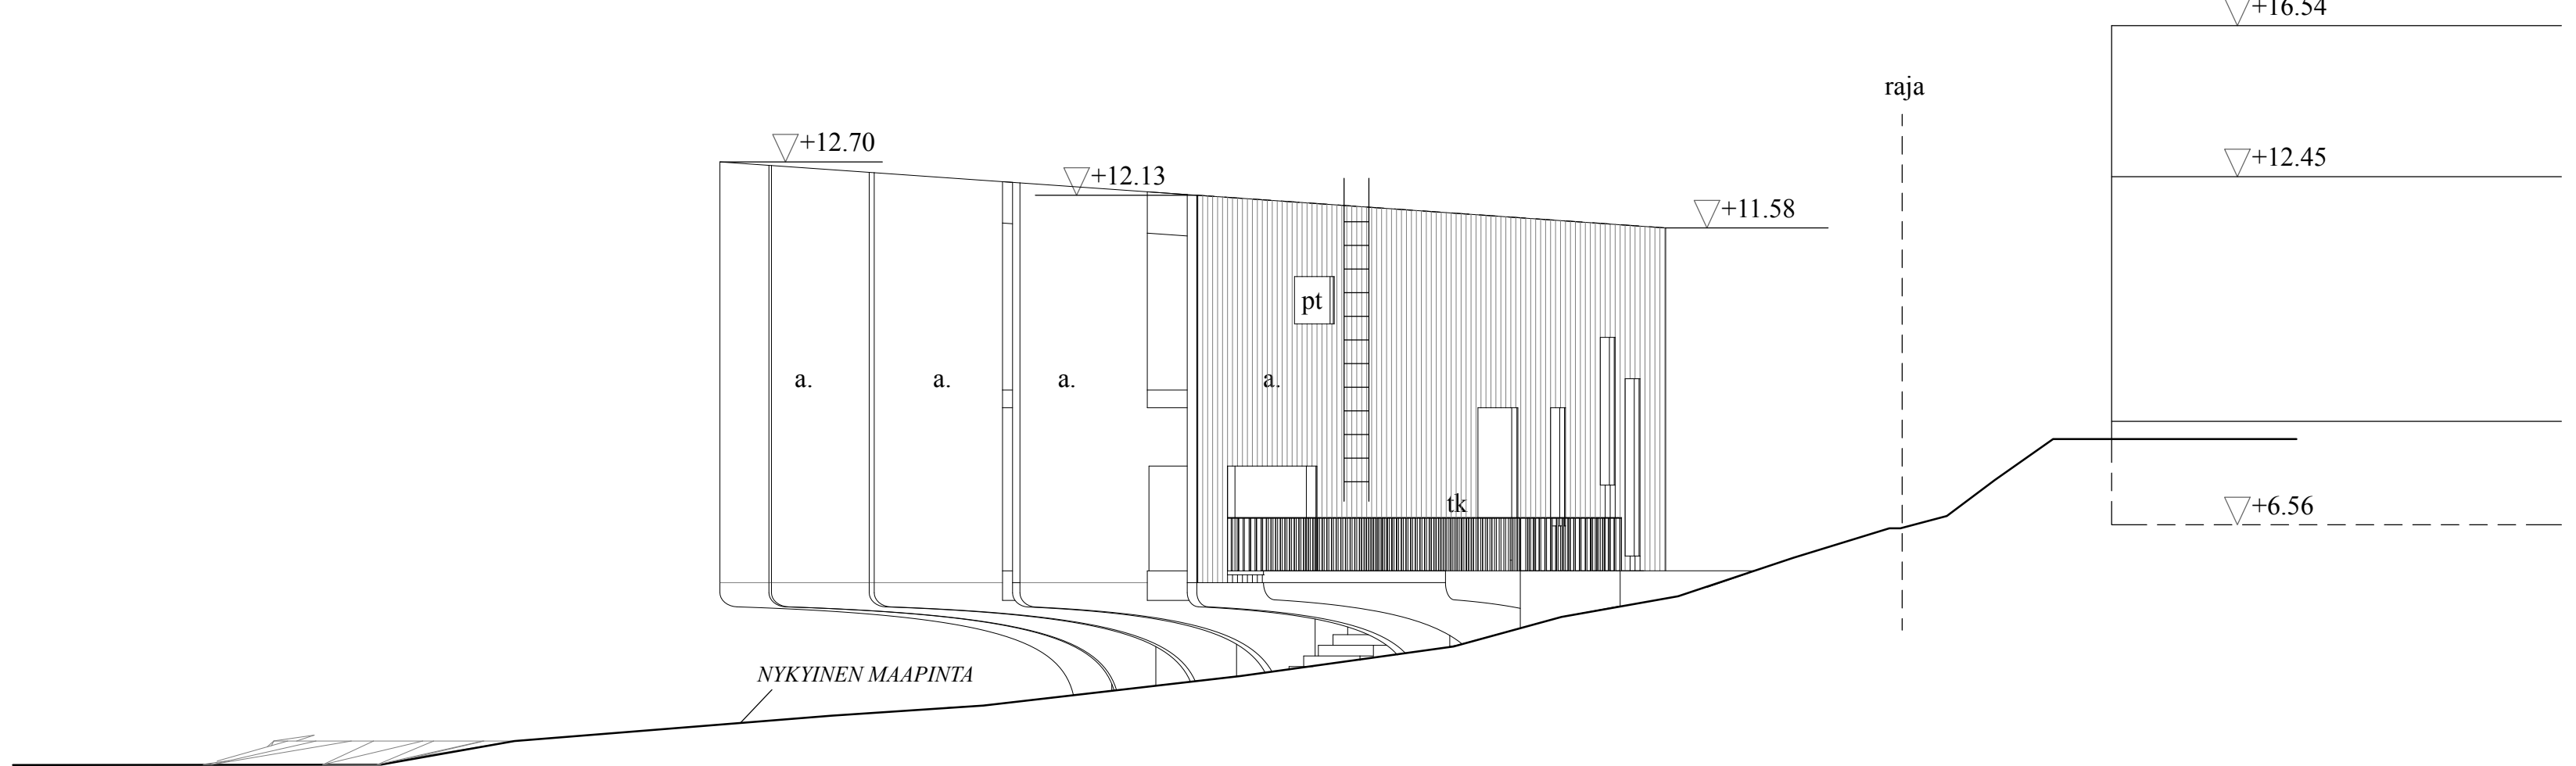 +16.54
raja
+12.70
+12.45
+12.13
+11.58
pt
a.
a.
a.
a.
tk
+6.56
NYKYINEN MAAPINTA